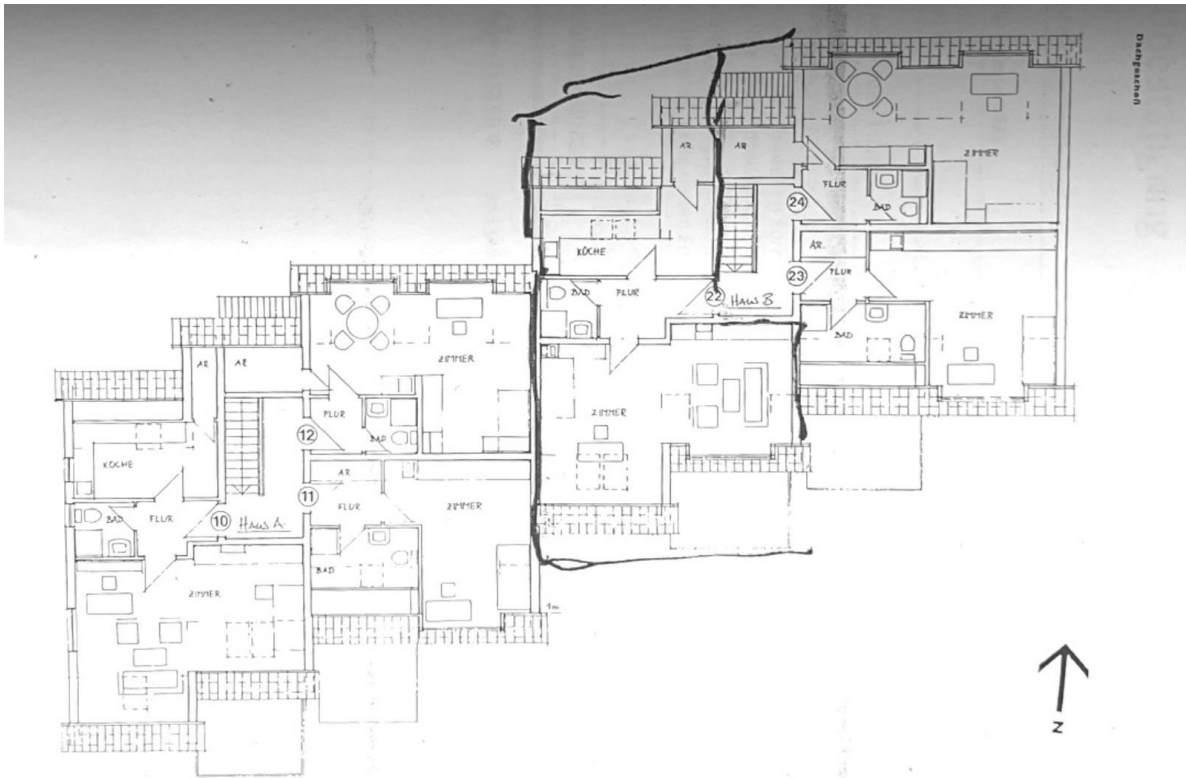 Dachgeschoß
AR
AR
ZIMMER
FLUR
24
BAD
KÜCHE
AR.
23
FLUR
BAD
FLUR
22
HAUS B
ZIMMER
BAD
ZIMMER
AR
AR
ZIMMER
FLUR
12
BAD
KÜCHE
AR
11
ZIMMER
FLUR
BAD
FLUR
10
HAUS A
BAD
ZIMMER
1m
N